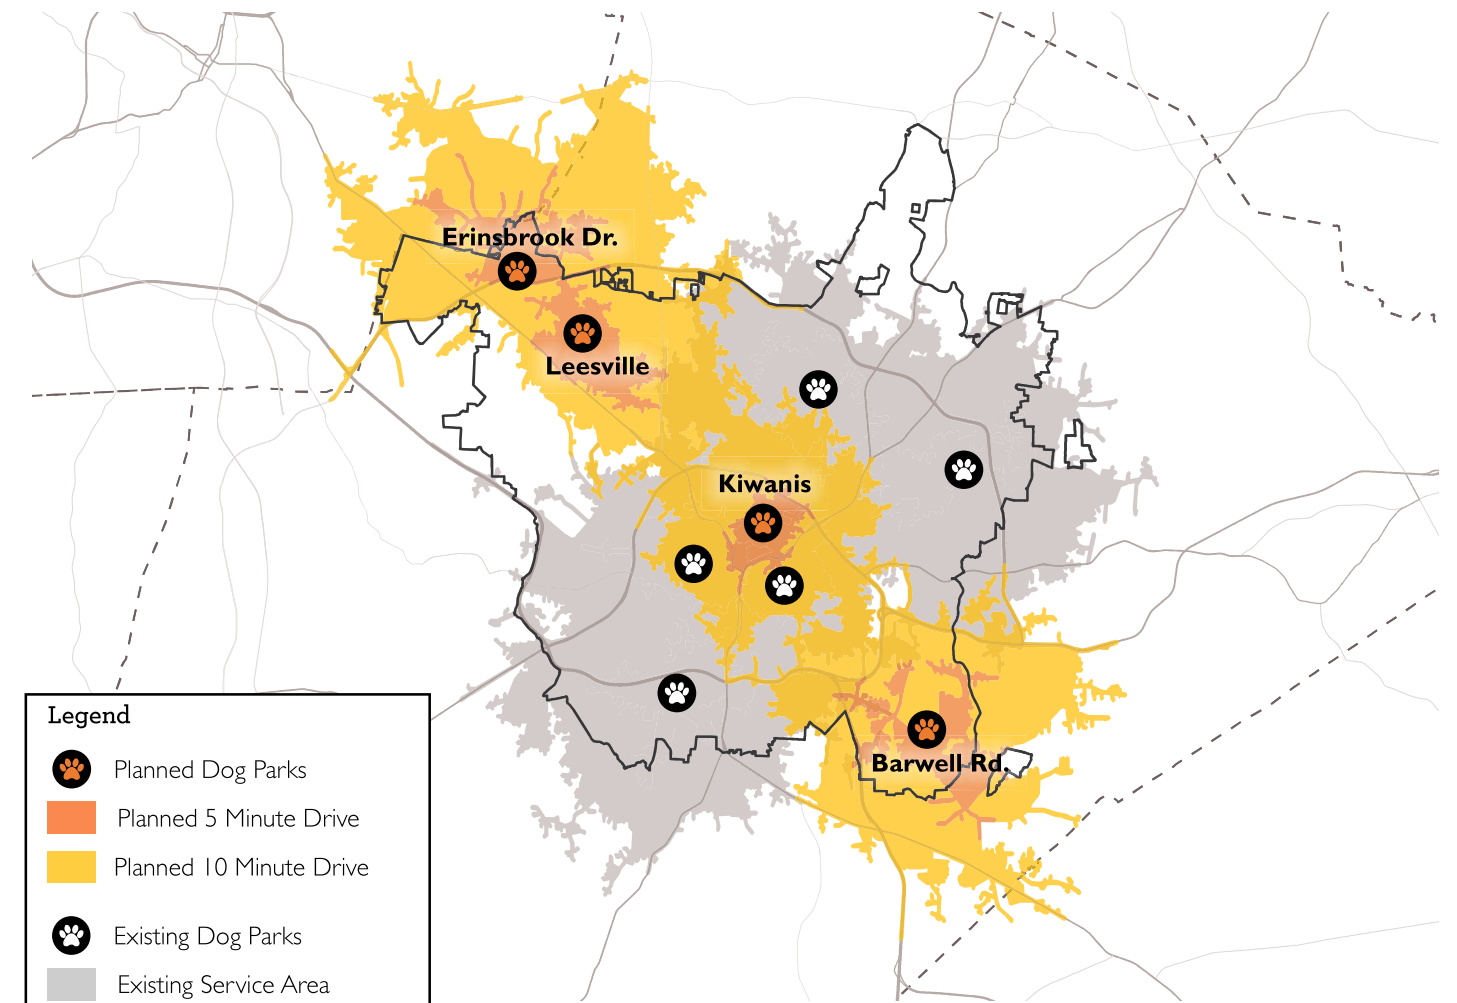 Erinsbrook Dr.
Leesville
Kiwanis
Barwell Rd.
Legend
Planned Dog Parks
Planned 5 Minute Drive
Planned 10 Minute Drive
Existing Dog Parks
Existing Service Area